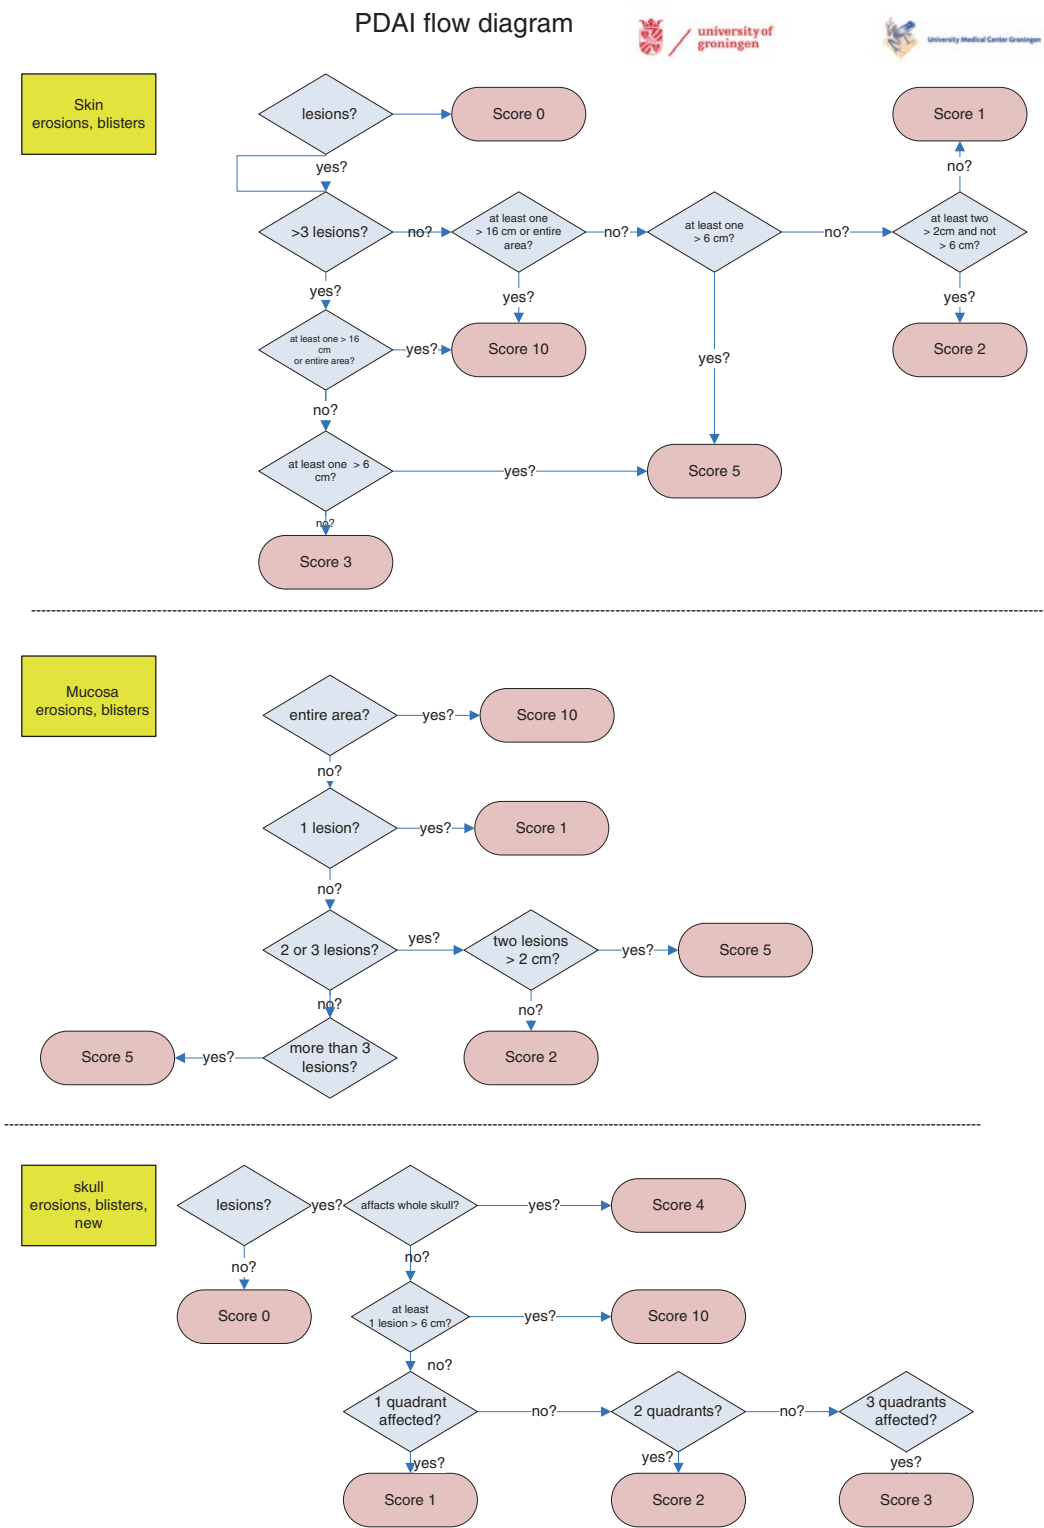 PDAI flow diagram
university of
groningen
University Medical Center Groningen
Skin
erosions, blisters
lesions?
Score 0
Score 1
yes?
no?
>3 lesions?
no?
at least one
> 16 cm or entire
area?
no?
at least one
> 6 cm?
no?
at least two
> 2cm and not
> 6 cm?
yes?
yes?
yes?
at least one > 16
cm
or entire area?
yes?
Score 10
yes?
Score 2
no?
at least one > 6
cm?
yes?
Score 5
no?
Score 3
Mucosa
erosions, blisters
entire area?
yes?
Score 10
no?
1 lesion?
yes?
Score 1
no?
2 or 3 lesions?
yes?
two lesions
> 2 cm?
yes?
Score 5
no?
no?
Score 5
yes?
more than 3
lesions?
Score 2
skull
erosions, blisters,
new
lesions?
yes?
affacts whole skull?
yes?
Score 4
no?
no?
Score 0
at least
1 lesion > 6 cm?
yes?
Score 10
no?
1 quadrant
affected?
no?
2 quadrants?
no?
3 quadrants
affected?
yes?
yes?
yes?
Score 1
Score 2
Score 3